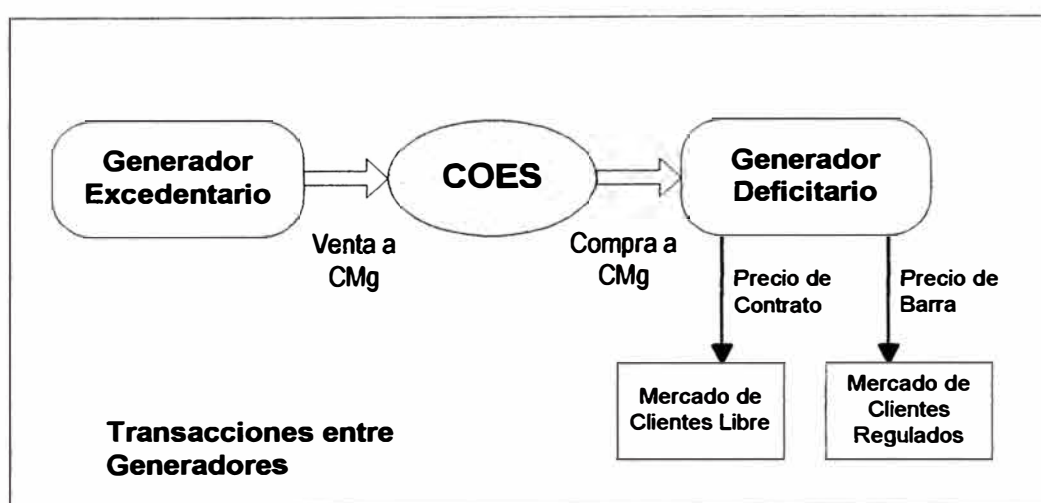 Generador
Excedentario
COES
Generador
Deficitario
Venta a
CMg
Compra a
CMg
Precio de
Contrato
Precio de
Barra
Mercado de
Clientes Libre
Mercado de
Clientes
Regulados
Transacciones entre
Generadores